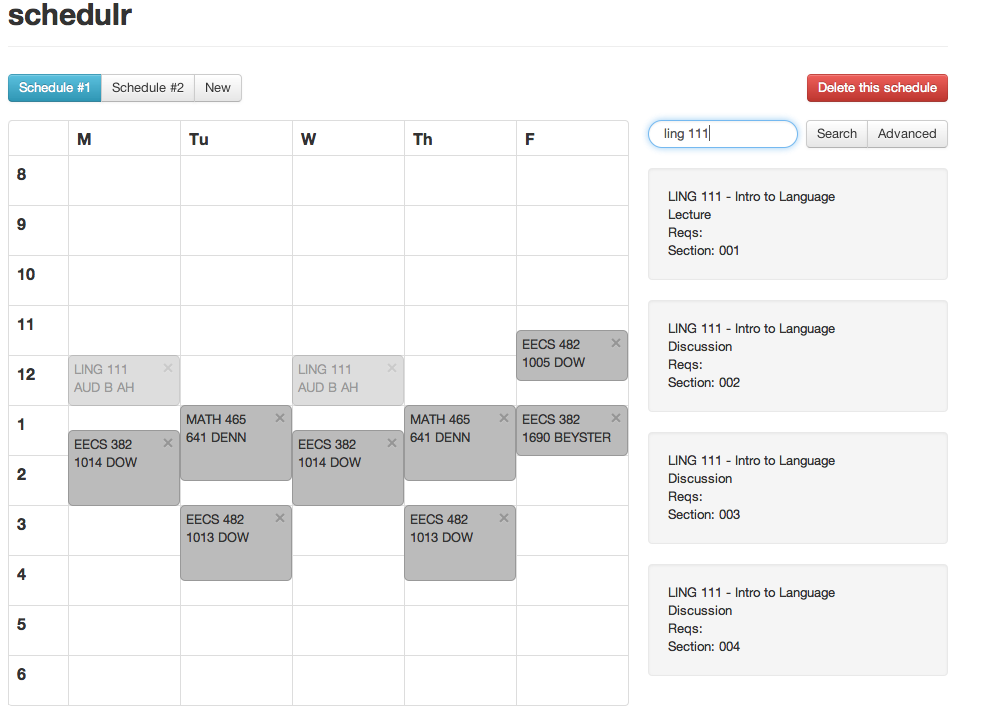 schedulr
Schedule #1 Schedule #2 New Delete this schedule
M Tu W Th F
ling 111 Search Advanced
8
9
10
11
12
1
2
3
4
5
6
LING 111 ×
AUD B AH
EECS 382 ×
1014 DOW
MATH 465 ×
641 DENN
EECS 482 ×
1013 DOW
LING 111 ×
AUD B AH
EECS 382 ×
1014 DOW
MATH 465 ×
641 DENN
EECS 482 ×
1013 DOW
EECS 482 ×
1005 DOW
EECS 382 ×
1690 BEYSTER
LING 111 - Intro to Language
Lecture
Reqs:
Section: 001
LING 111 - Intro to Language
Discussion
Reqs:
Section: 002
LING 111 - Intro to Language
Discussion
Reqs:
Section: 003
LING 111 - Intro to Language
Discussion
Reqs:
Section: 004